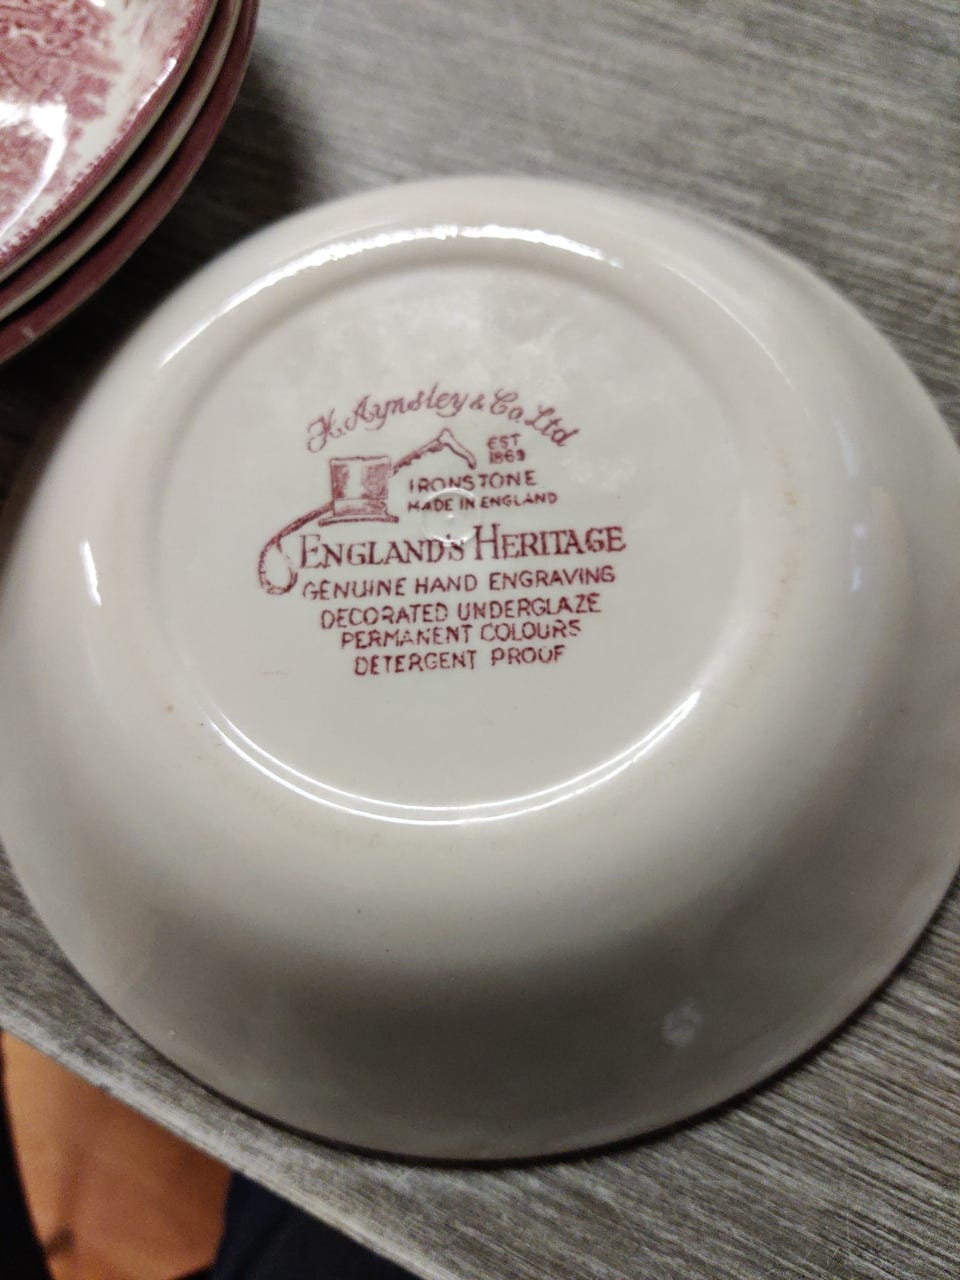 H. Aynsley & Co. Ltd
EST
1869
IRONSTONE
MADE IN ENGLAND
ENGLAND'S HERITAGE
GENUINE HAND ENGRAVING
DECORATED UNDERGLAZE
PERMANENT COLOURS
DETERGENT PROOF